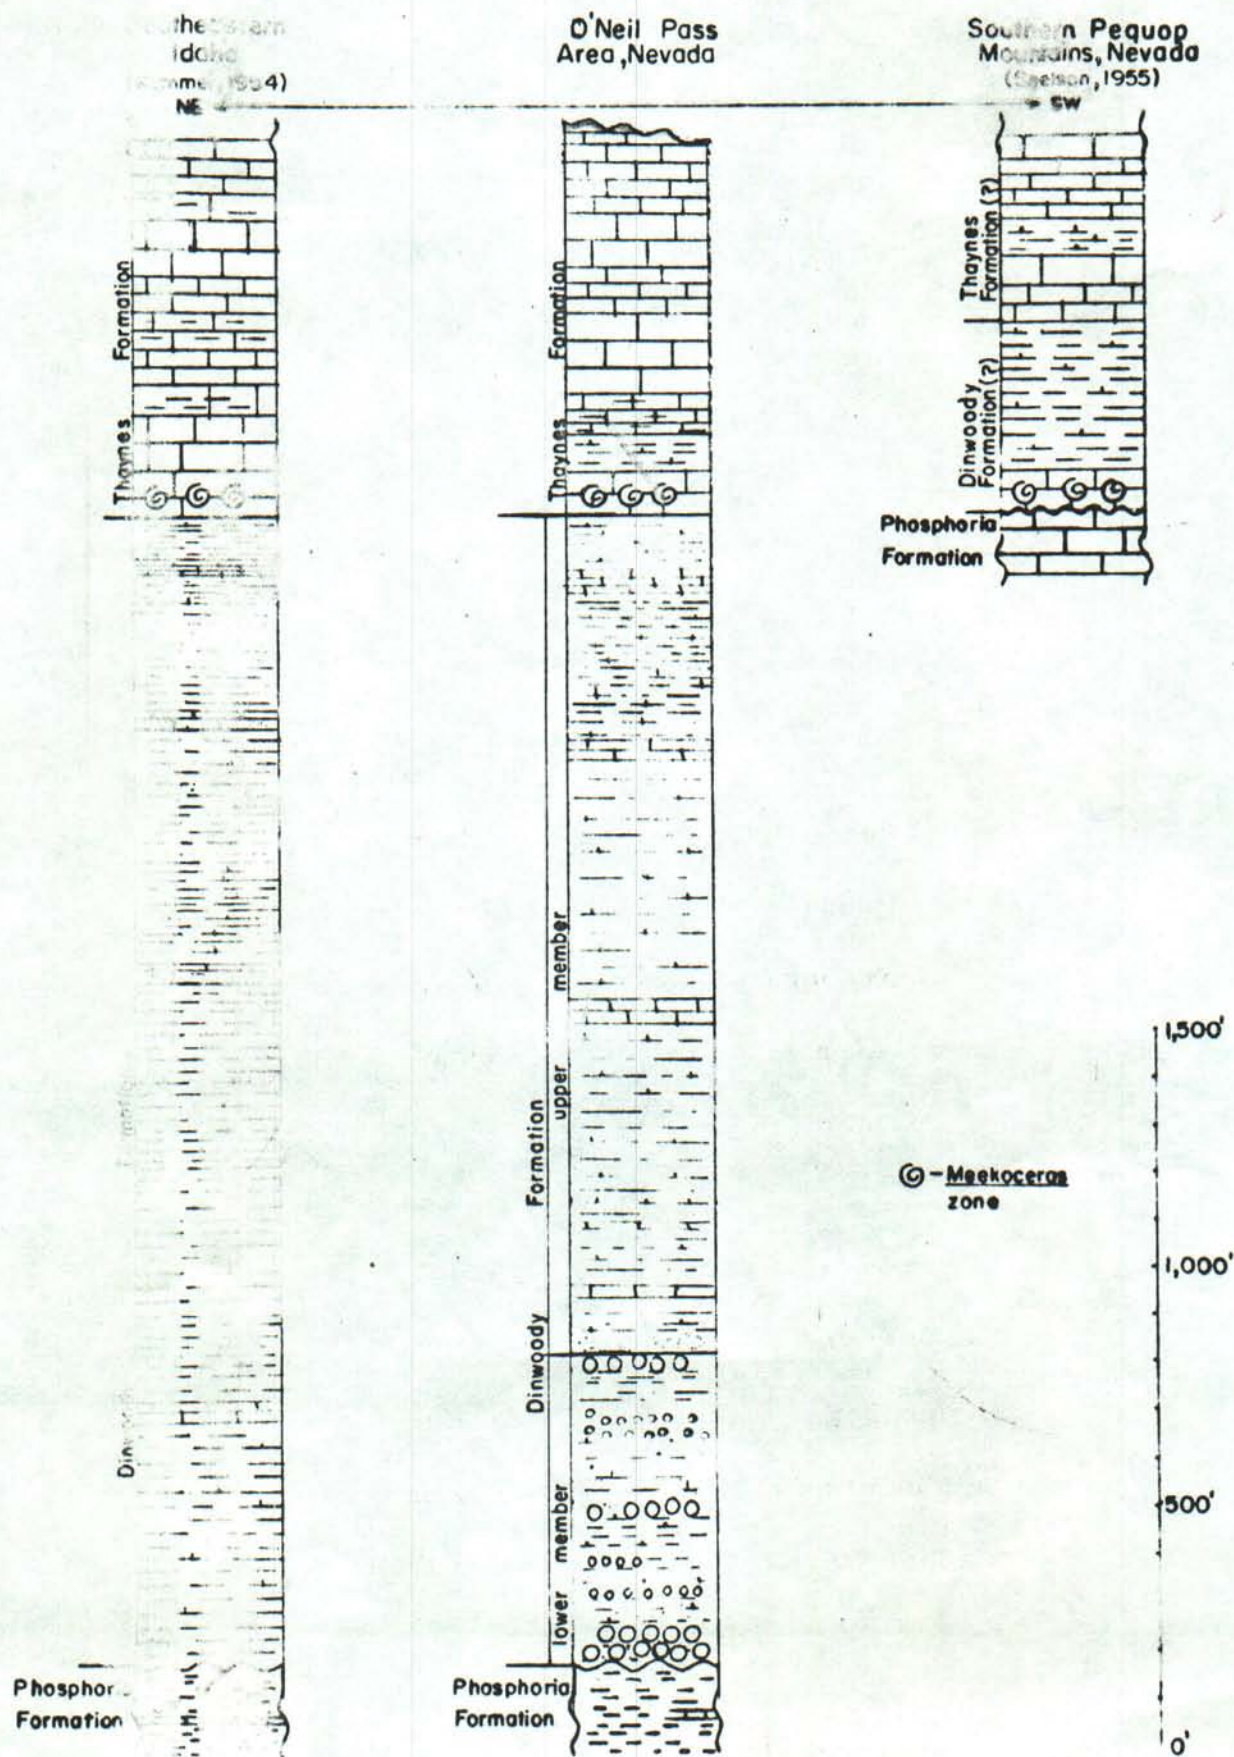 Idaho
NE
O'Neil Pass
Area, Nevada
Southern Pequop
Mountains, Nevada
(Snelson, 1955)
SW
Thaynes Formation
Thaynes Formation
Thaynes
Formation (?)
Dinwoody
Formation (?)
Phosphoria
Formation
Dinwoody Formation
upper member
lower member
Phosphoria
Formation
Formation
- Meekoceras
zone
1,500'
1,000'
500'
0'